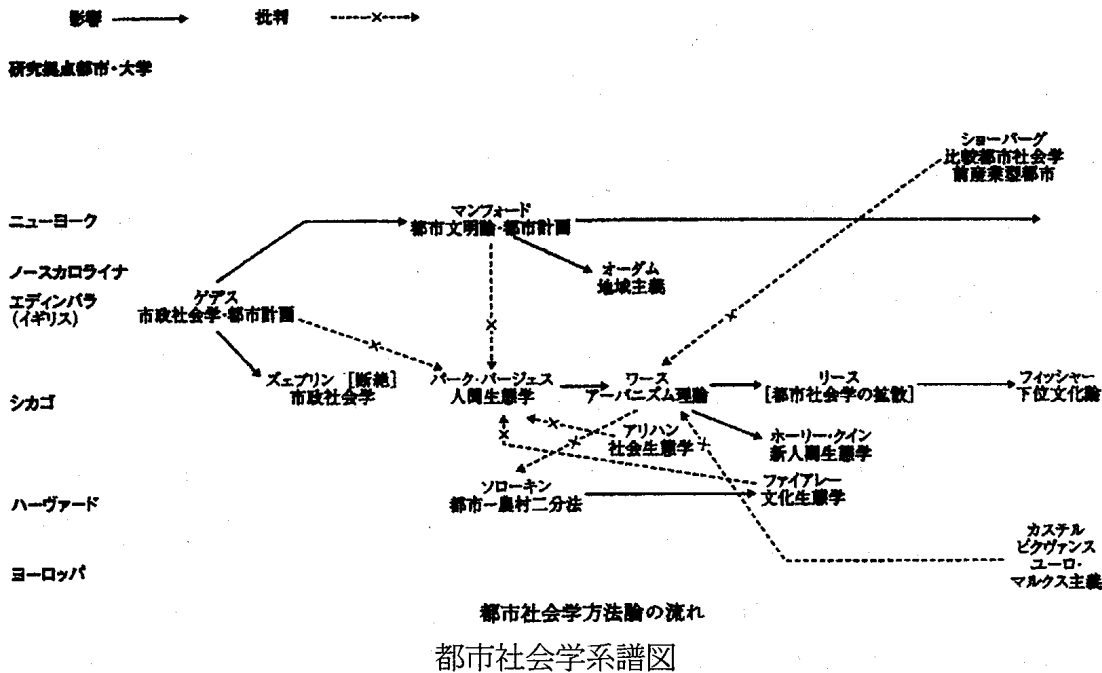 影響
批判
研究拠点都市・大学
ショーバーグ
比較都市社会学
前産業型都市
ニューヨーク
マンフォード
都市文明論・都市計画
ノースカロライナ
オーダム
地域主義
エディンバラ
(イギリス)
ゲデス
市政社会学・都市計画
シカゴ
ズェブリン [断絶]
市政社会学
パーク・バージェス
人間生態学
ワース
アーバニズム理論
リース
[都市社会学の拡散]
フィッシャー
下位文化論
アリハン
社会生態学
ホーリー・クイン
新人間生態学
ハーヴァード
ソローキン
都市ー農村二分法
ファイアレー
文化生態学
ヨーロッパ
カステル
ピクヴァンス
ユーロ・
マルクス主義
都市社会学方法論の流れ
都市社会学系譜図